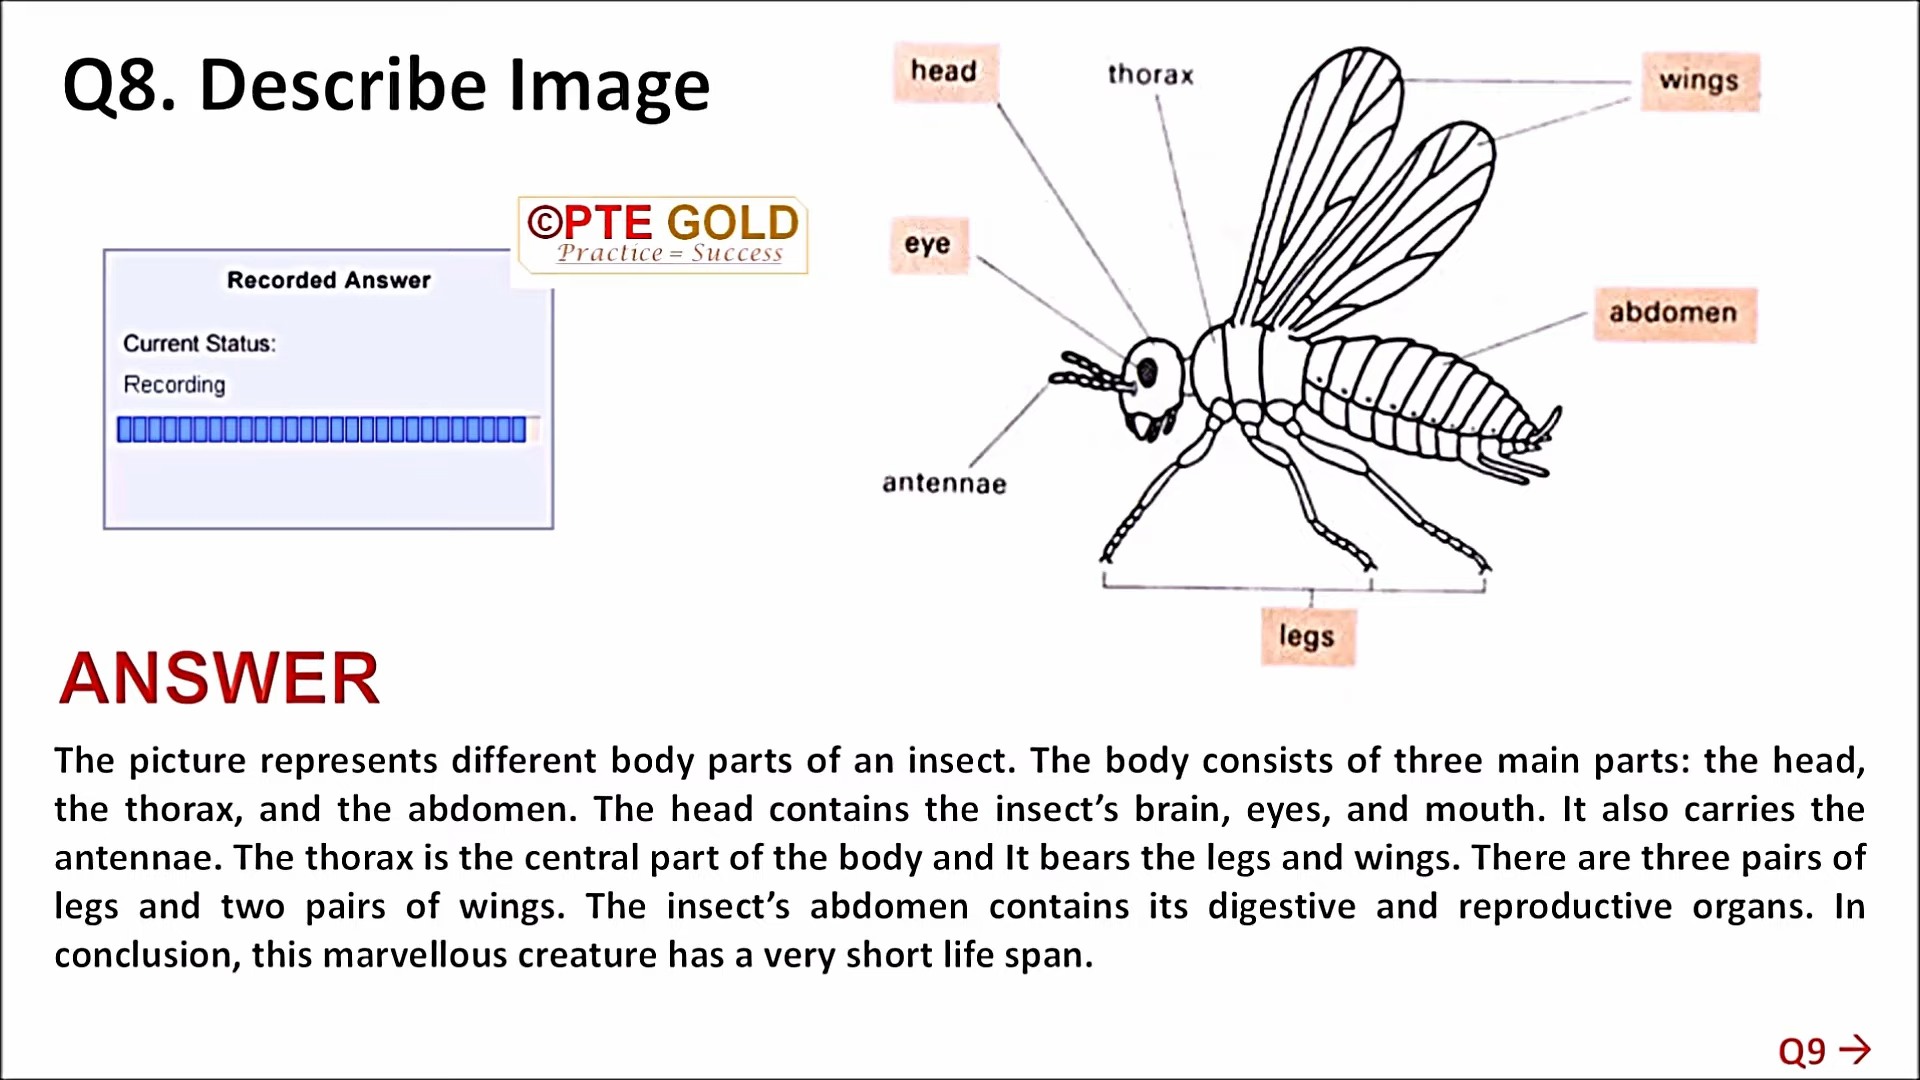 Q8. Describe Image
©PTE GOLD
Practice = Success
Recorded Answer
Current Status:
Recording
head
thorax
wings
eye
abdomen
antennae
legs
ANSWER
The picture represents different body parts of an insect. The body consists of three main parts: the head,
the thorax, and the abdomen. The head contains the insect’s brain, eyes, and mouth. It also carries the
antennae. The thorax is the central part of the body and It bears the legs and wings. There are three pairs of
legs and two pairs of wings. The insect’s abdomen contains its digestive and reproductive organs. In
conclusion, this marvellous creature has a very short life span.
Q9 →